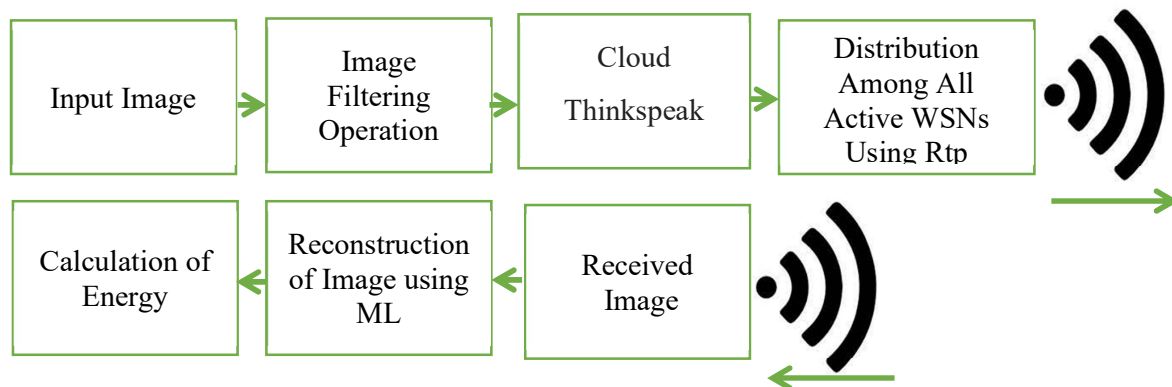 Input Image
Image
Filtering
Operation
Cloud
Thinkspeak
Distribution
Among All
Active WSNs
Using Rtp
Calculation of
Energy
Reconstruction
of Image using
ML
Received
Image